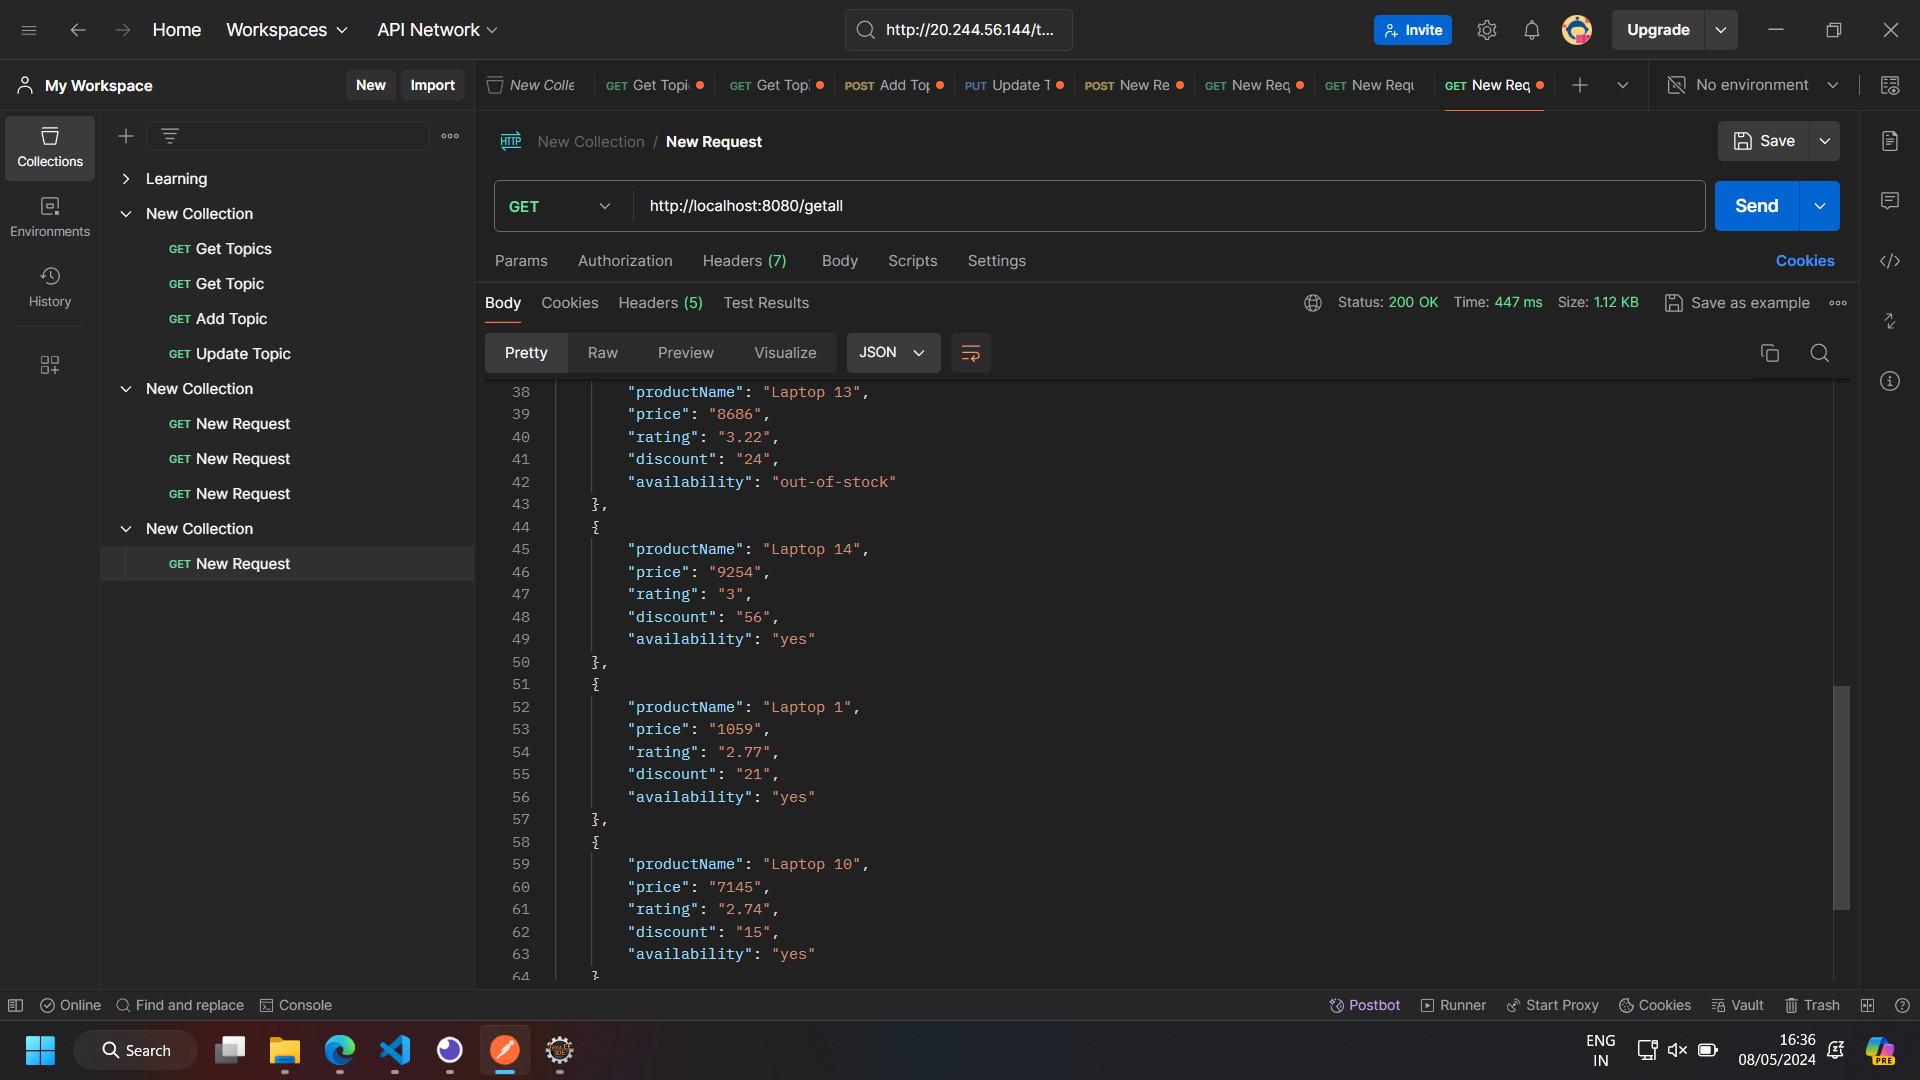 Home
Workspaces
API Network
http://20.244.56.144/t...
Invite
Upgrade
My Workspace
New
Import
New Colle
GET Get Topi
GET Get Top
POST Add Top
PUT Update T
POST New Re
GET New Req
GET New Requ
GET New Req
No environment
Collections
Environments
History
Learning
New Collection
GET Get Topics
GET Get Topic
GET Add Topic
GET Update Topic
New Collection
GET New Request
GET New Request
GET New Request
New Collection
GET New Request
HTTP New Collection / New Request
Save
GET http://localhost:8080/getall
Send
Params Authorization Headers (7) Body Scripts Settings
Cookies
Body Cookies Headers (5) Test Results
Status: 200 OK Time: 447 ms Size: 1.12 KB
Save as example
Pretty Raw Preview Visualize JSON
38 "productName": "Laptop 13",
39 "price": "8686",
40 "rating": "3.22",
41 "discount": "24",
42 "availability": "out-of-stock"
43 },
44 {
45 "productName": "Laptop 14",
46 "price": "9254",
47 "rating": "3",
48 "discount": "56",
49 "availability": "yes"
50 },
51 {
52 "productName": "Laptop 1",
53 "price": "1059",
54 "rating": "2.77",
55 "discount": "21",
56 "availability": "yes"
57 },
58 {
59 "productName": "Laptop 10",
60 "price": "7145",
61 "rating": "2.74",
62 "discount": "15",
63 "availability": "yes"
64 }
Online
Find and replace
Console
Postbot
Runner
Start Proxy
Cookies
Vault
Trash
Search
ENG
IN
16:36
08/05/2024
PRE